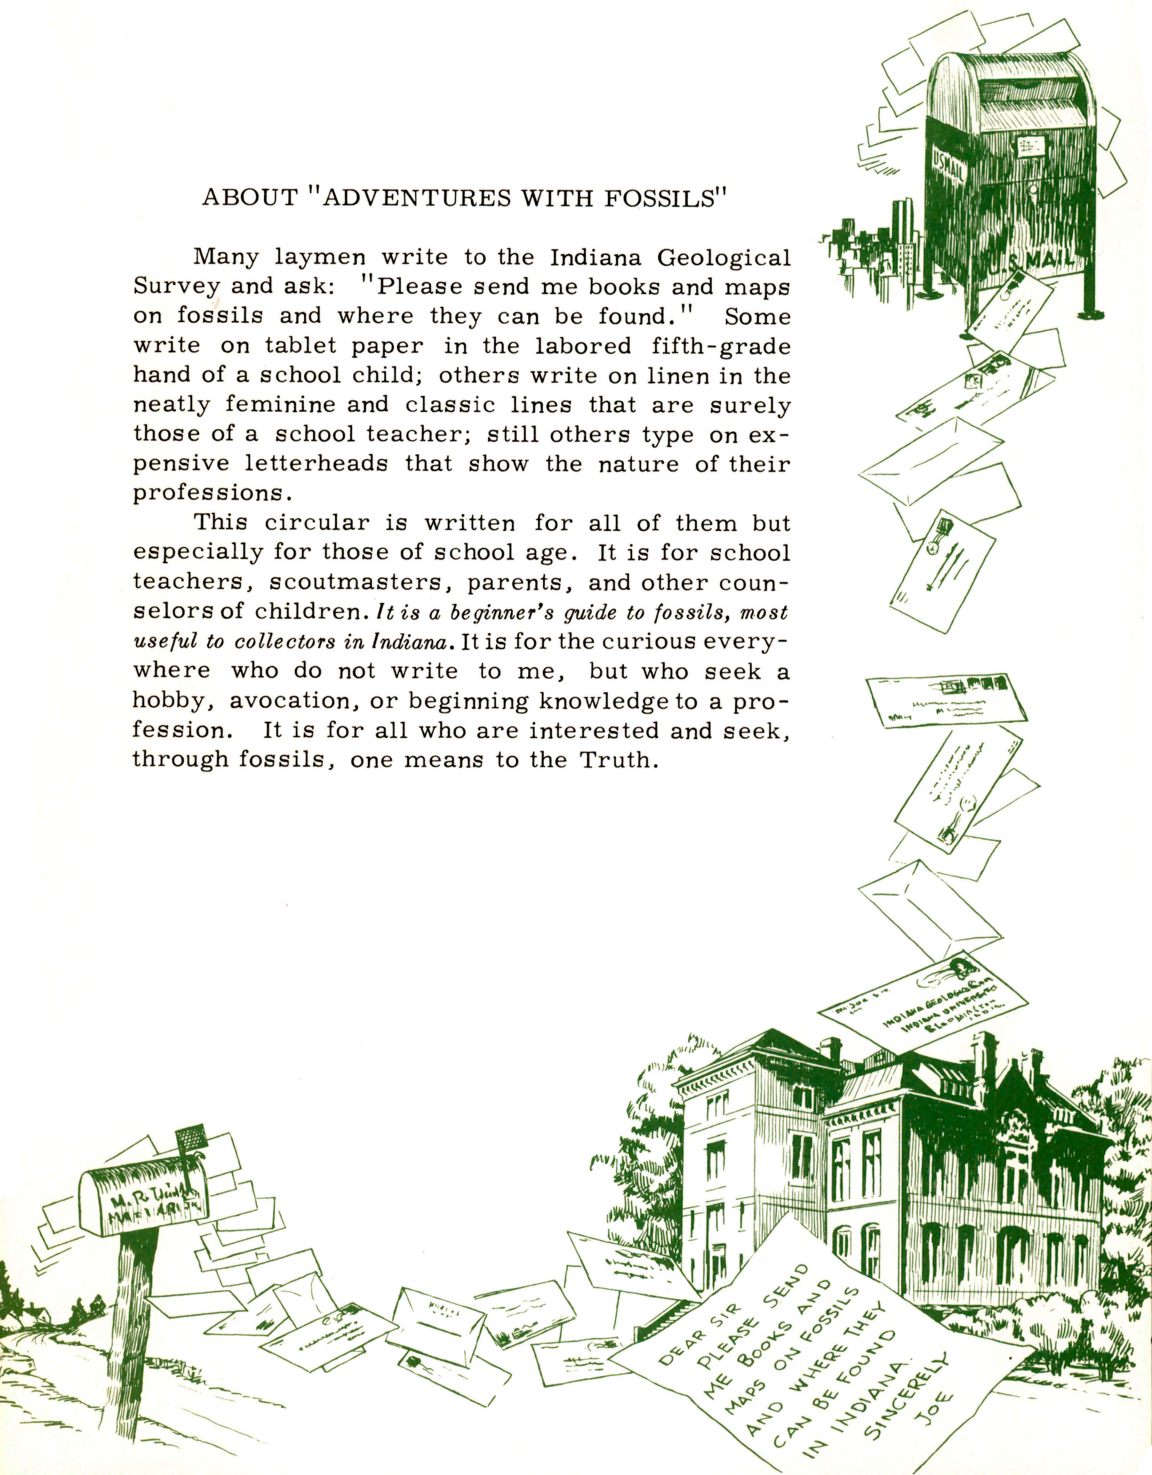 ABOUT "ADVENTURES WITH FOSSILS"
Many laymen write to the Indiana Geological
Survey and ask: "Please send me books and maps
on fossils and where they can be found." Some
write on tablet paper in the labored fifth-grade
hand of a school child; others write on linen in the
neatly feminine and classic lines that are surely
those of a school teacher; still others type on ex-
pensive letterheads that show the nature of their
professions.
This circular is written for all of them but
especially for those of school age. It is for school
teachers, scoutmasters, parents, and other coun-
selors of children. It is a beginner's guide to fossils, most
useful to collectors in Indiana. It is for the curious every-
where who do not write to me, but who seek a
hobby, avocation, or beginning knowledge to a pro-
fession. It is for all who are interested and seek,
through fossils, one means to the Truth.
US MAIL
U.S MAIL
INDIANA GEOLOGICAL
INDIANA UNIVERSITY
BLOOMINGTON
M. R.
DEAR SIR
PLEASE SEND
ME BOOKS AND
MAPS ON FOSSILS
AND WHERE THEY
CAN BE FOUND
IN INDIANA.
SINCERELY
JOE